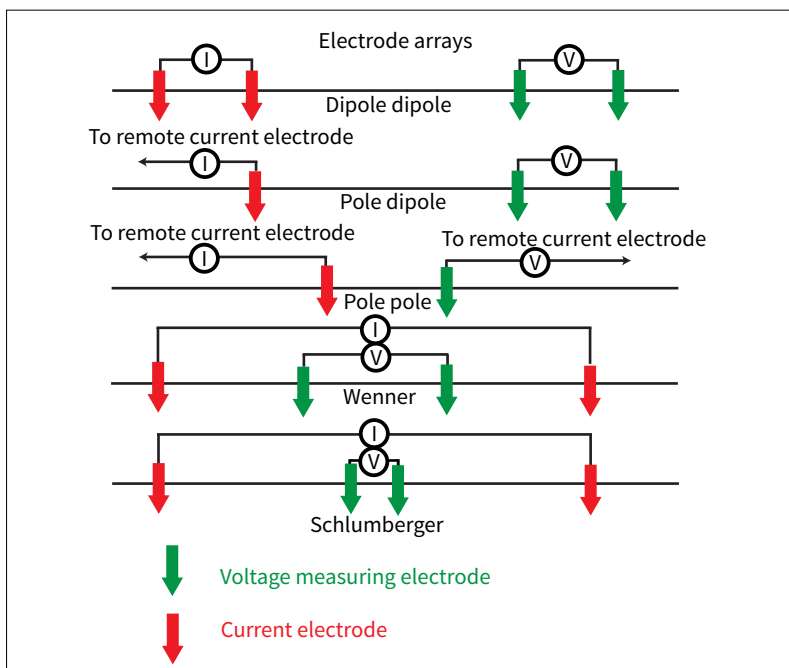 Electrode arrays
I
V
Dipole dipole
To remote current electrode
I
V
Pole dipole
To remote current electrode
To remote current electrode
I
V
Pole pole
I
V
Wenner
I
V
Schlumberger
Voltage measuring electrode
Current electrode